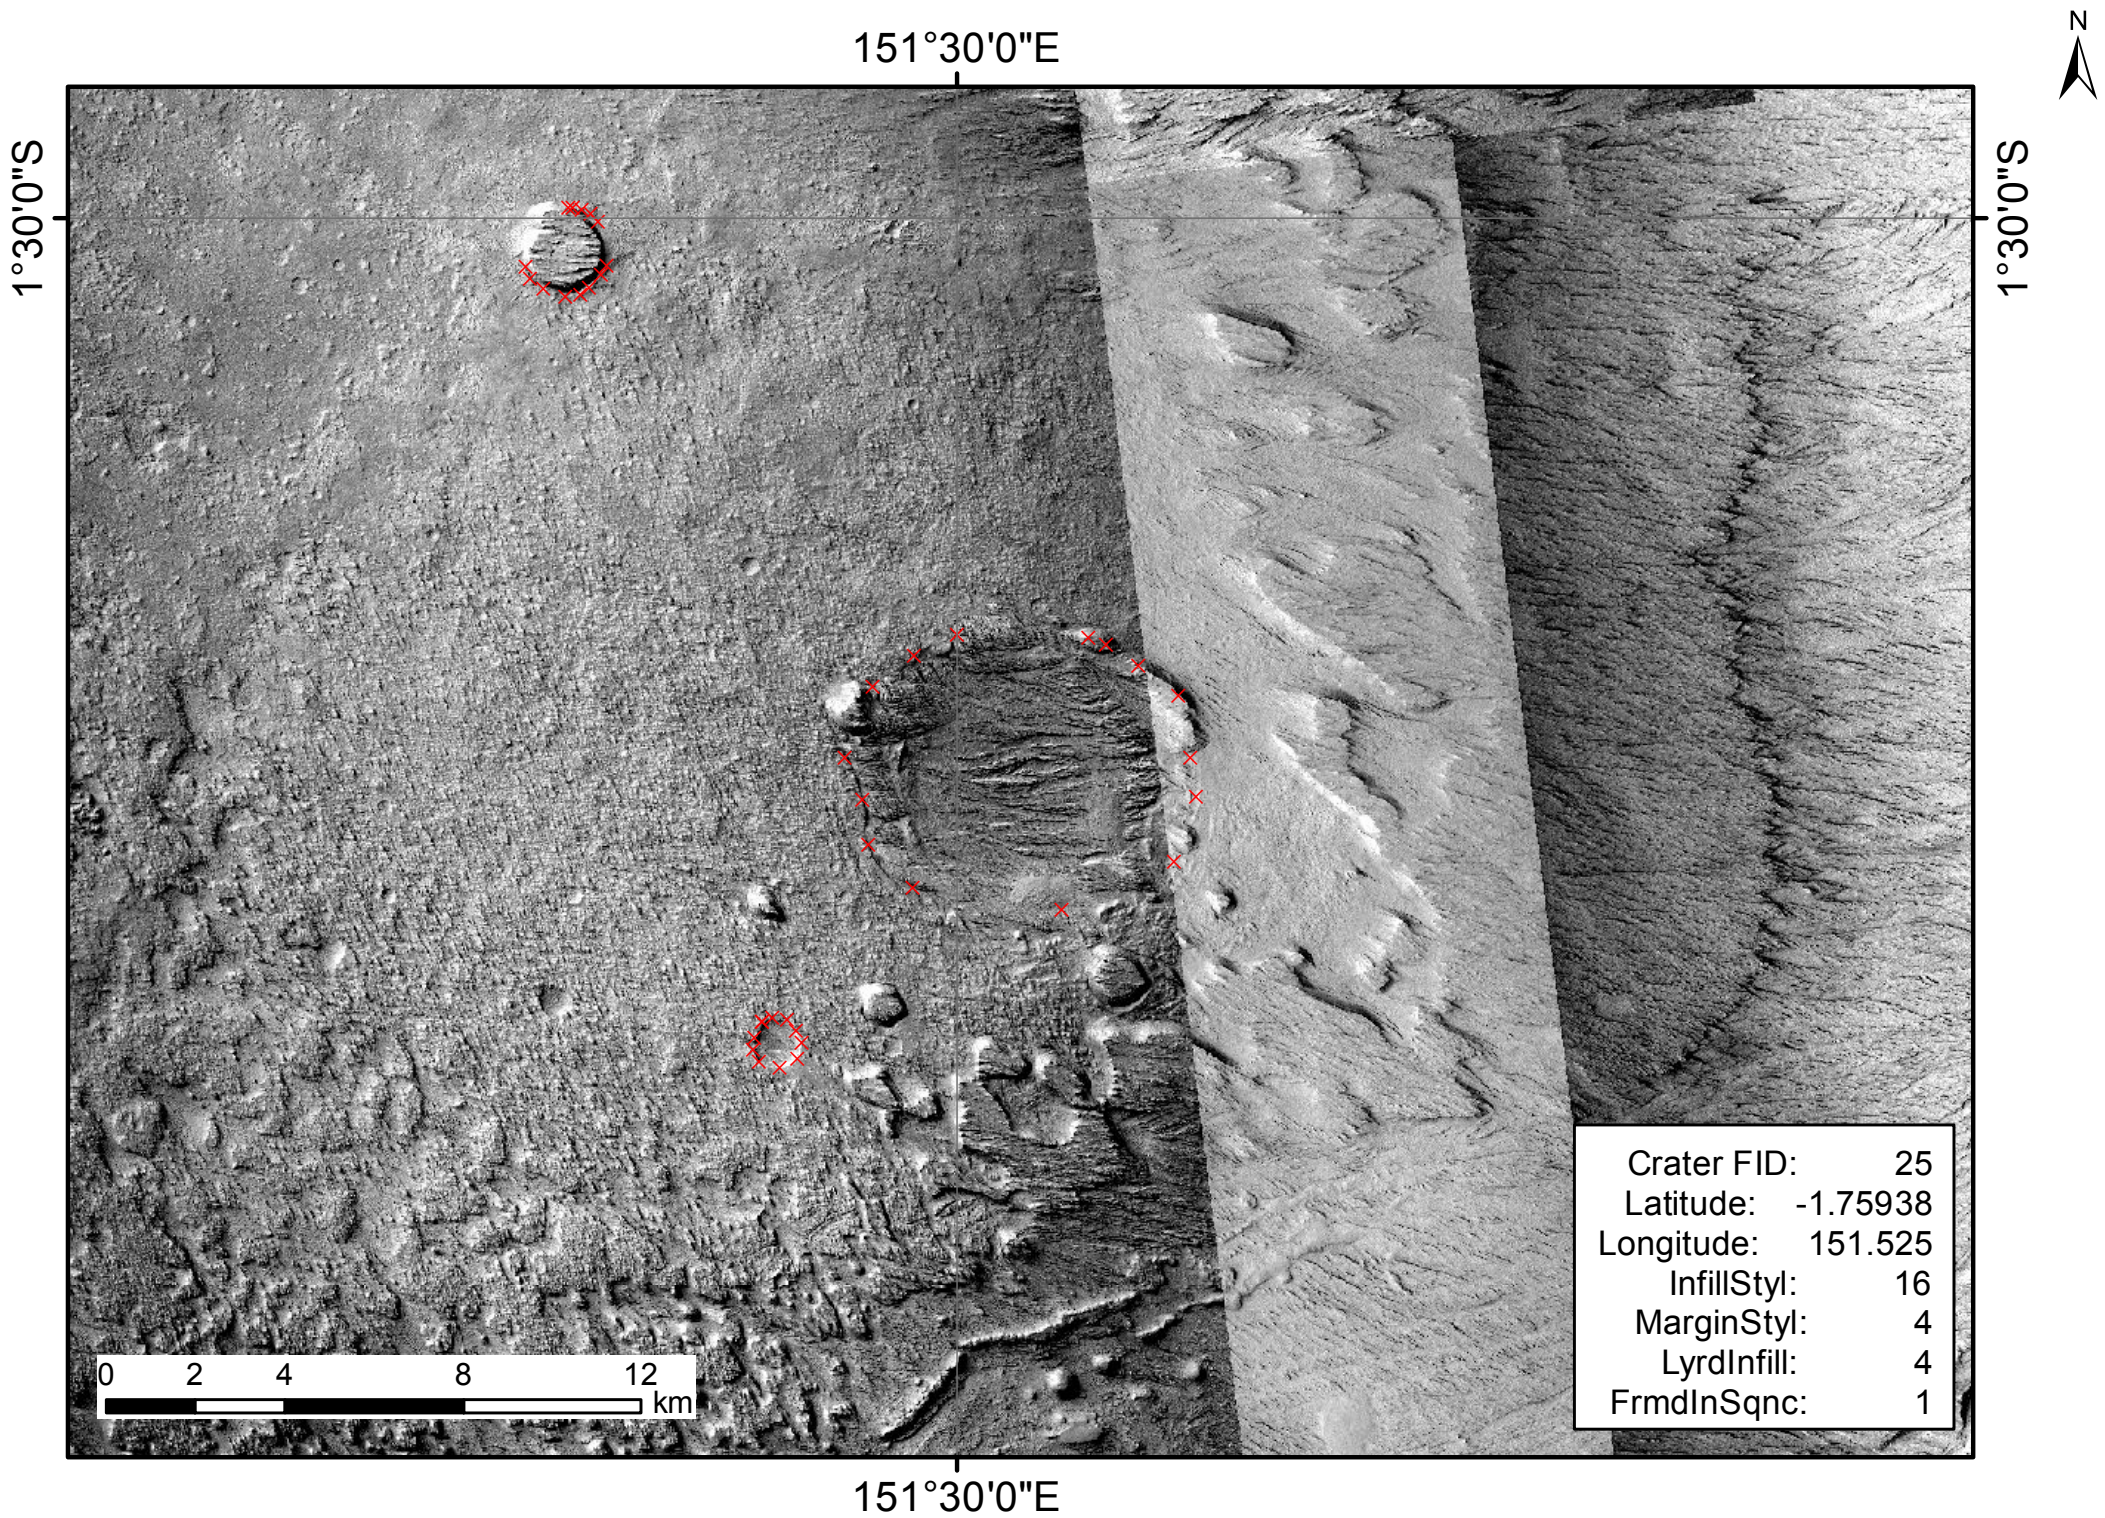 N
151°30'0"E
1°30'0"S
1°30'0"S
Crater FID: 25
Latitude: -1.75938
Longitude: 151.525
InfillStyl: 16
MarginStyl: 4
LyrdInfill: 4
FrmdInSqnc: 1
0 2 4 8 12
km
151°30'0"E